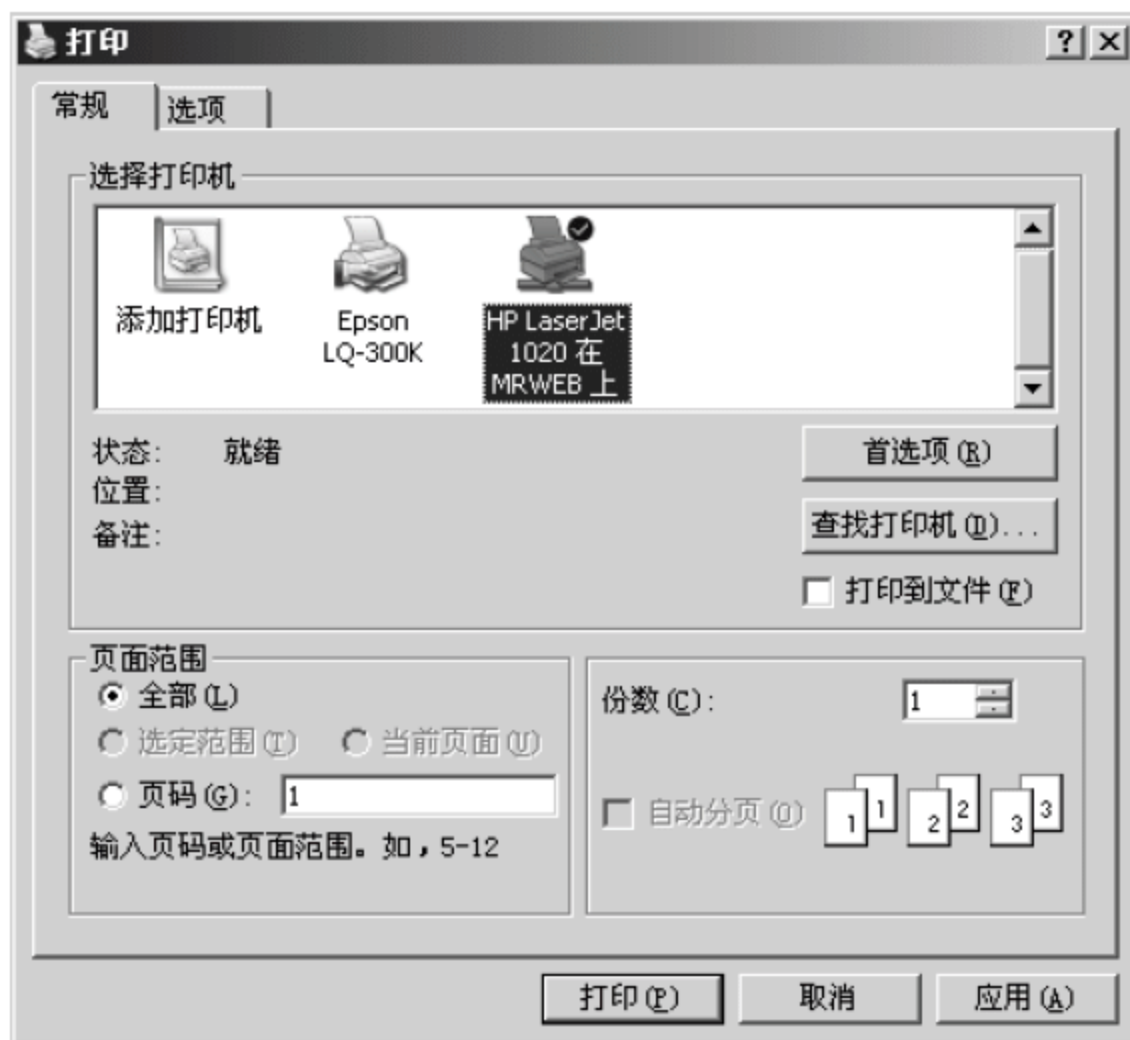 打印
常规
选项
选择打印机
添加打印机
Epson
LQ-300K
HP LaserJet
1020 在
MRWEB 上
状态: 就绪
位置:
备注:
首选项(R)
查找打印机(D)...
打印到文件(F)
页面范围
全部(L)
选定范围(T) 当前页面(U)
页码(G): 1
输入页码或页面范围。如，5-12
份数(C): 1
自动分页(O)
1 1 2 2 3 3
打印(P) 取消 应用(A)